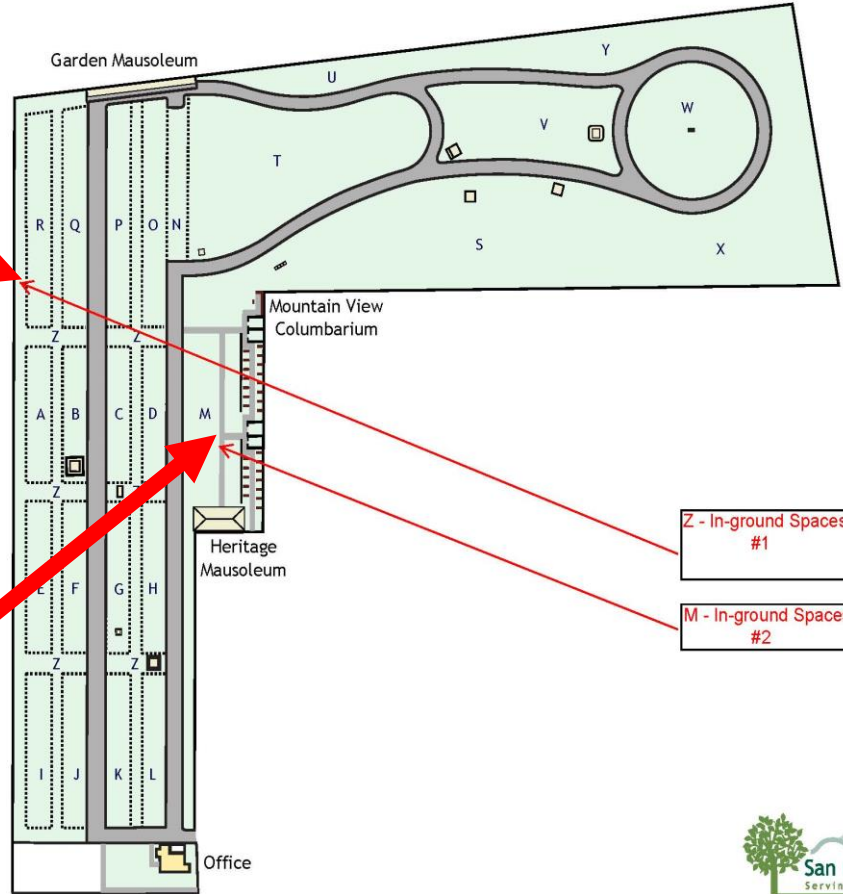 Garden Mausoleum
U
Y
W
V
T
R
Q
P
O
N
S
X
Mountain View
Columbarium
Z
Z
A
B
C
D
M
Z
Z
Z - In-ground Spaces
#1
Heritage
Mausoleum
E
F
G
H
M - In-ground Spaces
#2
Z
Z
I
J
K
L
Office
San